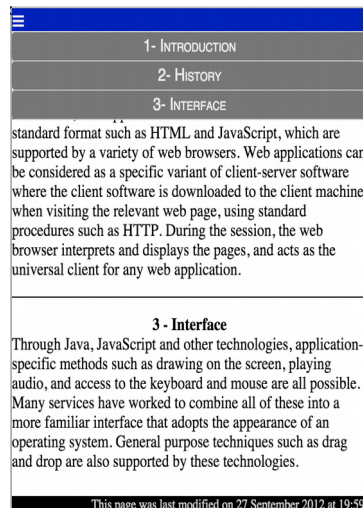 1- Introduction
2- History
3- Interface
standard format such as HTML and JavaScript, which are
supported by a variety of web browsers. Web applications can
be considered as a specific variant of client-server software
where the client software is downloaded to the client machine
when visiting the relevant web page, using standard
procedures such as HTTP. During the session, the web
browser interprets and displays the pages, and acts as the
universal client for any web application.
3 - Interface
Through Java, JavaScript and other technologies, application-
specific methods such as drawing on the screen, playing
audio, and access to the keyboard and mouse are all possible.
Many services have worked to combine all of these into a
more familiar interface that adopts the appearance of an
operating system. General purpose techniques such as drag
and drop are also supported by these technologies.
This page was last modified on 27 September 2012 at 19:59